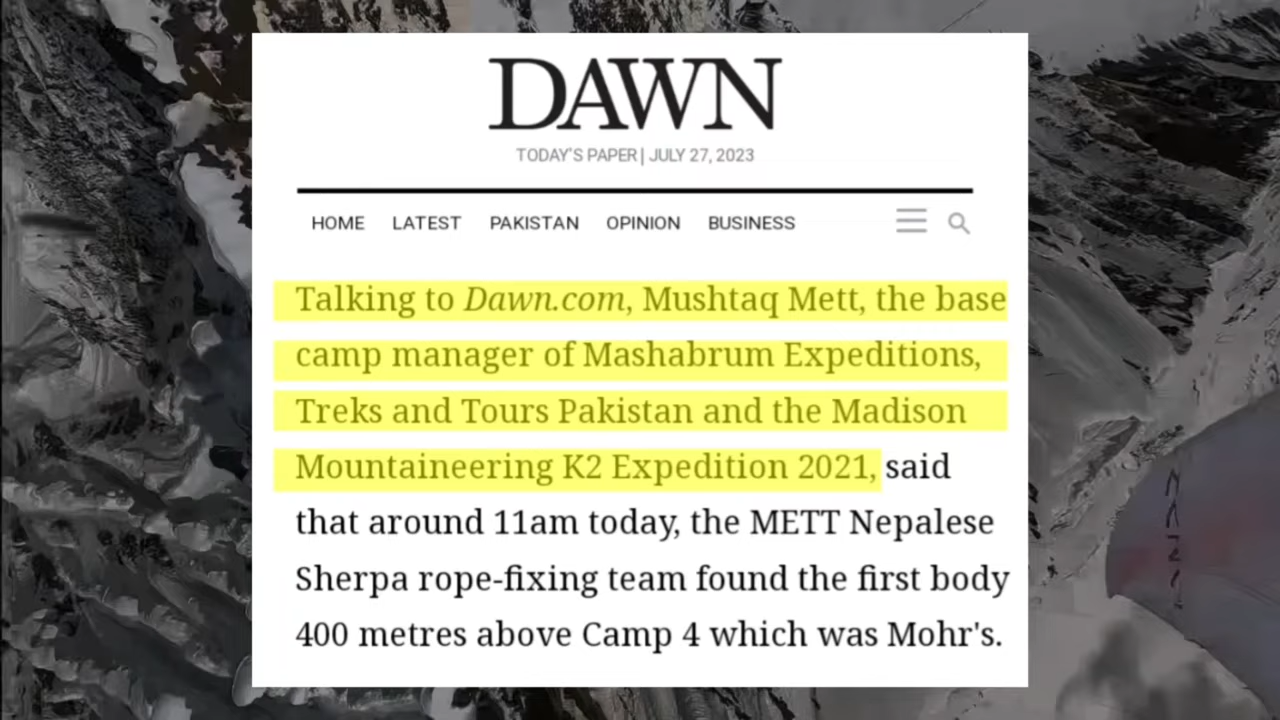 DAWN
TODAY'S PAPER | JULY 27, 2023
HOME LATEST PAKISTAN OPINION BUSINESS
Talking to Dawn.com, Mushtaq Mett, the base
camp manager of Mashabrum Expeditions,
Treks and Tours Pakistan and the Madison
Mountaineering K2 Expedition 2021, said
that around 11am today, the METT Nepalese
Sherpa rope-fixing team found the first body
400 metres above Camp 4 which was Mohr's.